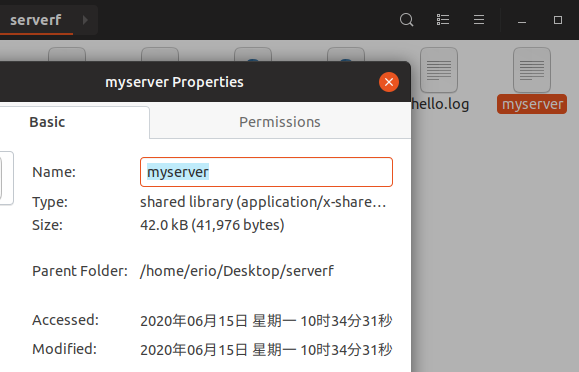 serverf
myserver Properties
hello.log
myserver
Basic
Permissions
Name:
myserver
Type:
shared library (application/x-share…
Size:
42.0 kB (41,976 bytes)
Parent Folder:
/home/erio/Desktop/serverf
Accessed:
2020年06月15日 星期一 10时34分31秒
Modified:
2020年06月15日 星期一 10时34分31秒